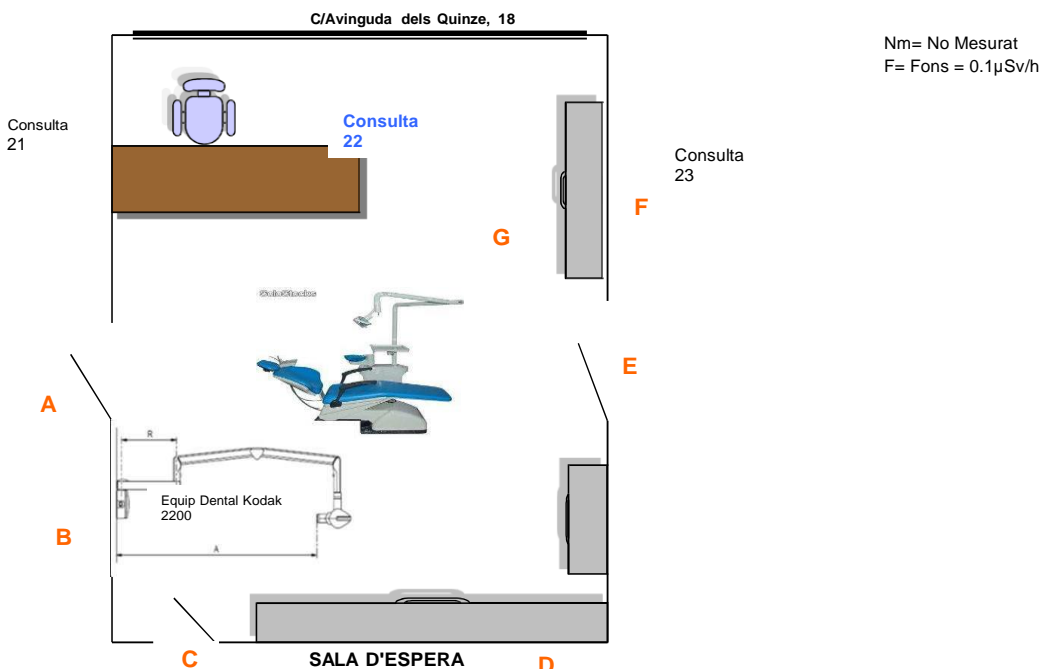 C/Avinguda dels Quinze, 18
Nm= No Mesurat
F= Fons = 0.1µSv/h
Consulta
21
Consulta
22
Consulta
23
F
G
SoloStocks
E
A
R
Equip Dental Kodak
2200
B
A
C
SALA D'ESPERA
D